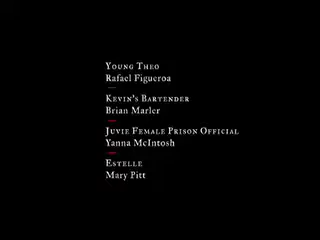 Young Theo
Rafael Figueroa
Kevin's Bartender
Brian Marler
Juvie Female Prison Official
Yanna McIntosh
Estelle
Mary Pitt